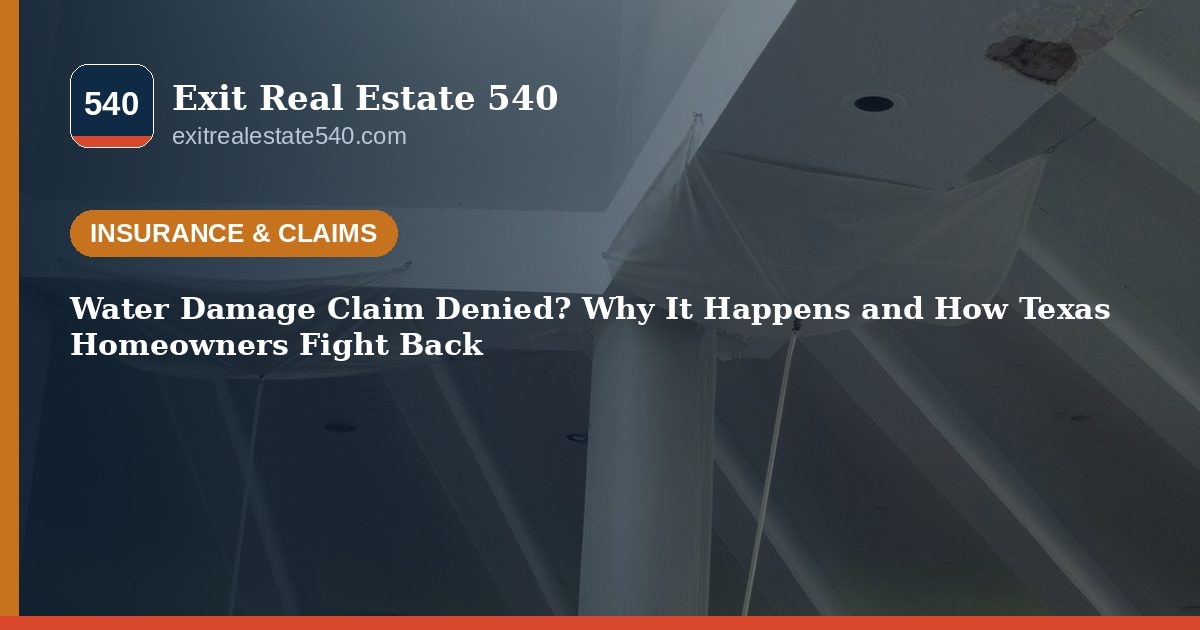 540
Exit Real Estate 540
exitrealestate540.com
INSURANCE & CLAIMS
Water Damage Claim Denied? Why It Happens and How Texas
Homeowners Fight Back